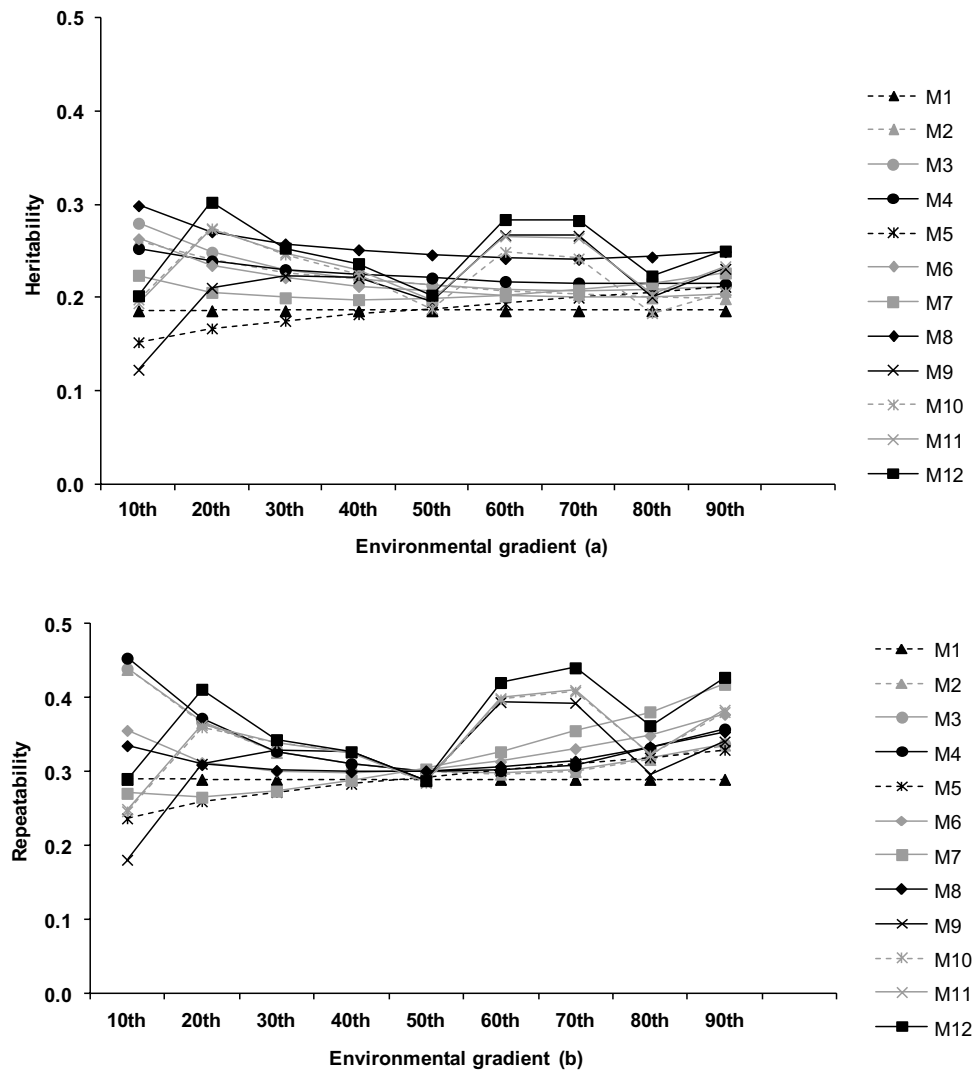 0.5
0.4
0.3
0.2
0.1
0.0
Heritability
10th 20th 30th 40th 50th 60th 70th 80th 90th
Environmental gradient (a)
M1
M2
M3
M4
M5
M6
M7
M8
M9
M10
M11
M12
0.5
0.4
0.3
0.2
0.1
0.0
Repeatability
10th 20th 30th 40th 50th 60th 70th 80th 90th
Environmental gradient (b)
M1
M2
M3
M4
M5
M6
M7
M8
M9
M10
M11
M12